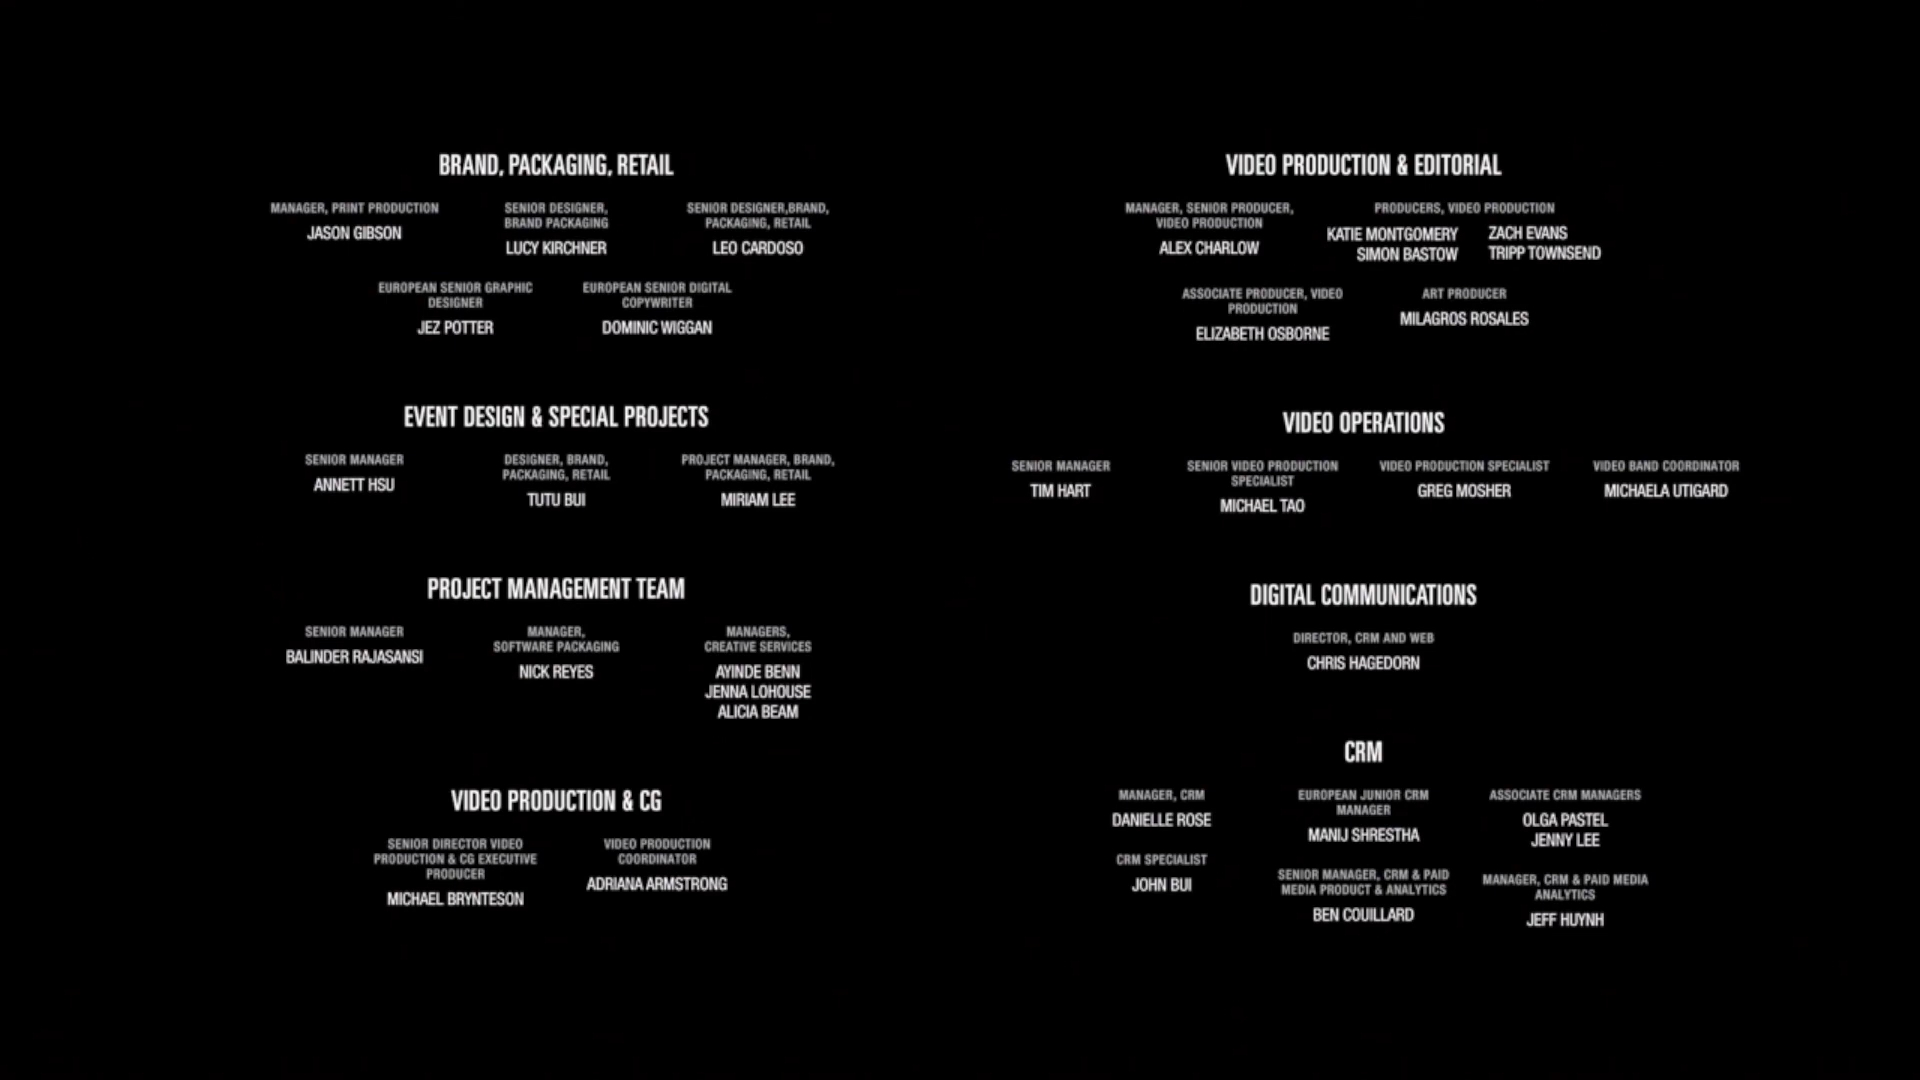 BRAND, PACKAGING, RETAIL
MANAGER, PRINT PRODUCTION
JASON GIBSON
SENIOR DESIGNER,
BRAND PACKAGING
LUCY KIRCHNER
SENIOR DESIGNER,BRAND,
PACKAGING, RETAIL
LEO CARDOSO
EUROPEAN SENIOR GRAPHIC
DESIGNER
JEZ POTTER
EUROPEAN SENIOR DIGITAL
COPYWRITER
DOMINIC WIGGAN
EVENT DESIGN & SPECIAL PROJECTS
SENIOR MANAGER
ANNETT HSU
DESIGNER, BRAND,
PACKAGING, RETAIL
TUTU BUI
PROJECT MANAGER, BRAND,
PACKAGING, RETAIL
MIRIAM LEE
PROJECT MANAGEMENT TEAM
SENIOR MANAGER
BALINDER RAJASANSI
MANAGER,
SOFTWARE PACKAGING
NICK REYES
MANAGERS,
CREATIVE SERVICES
AYINDE BENN
JENNA LOHOUSE
ALICIA BEAM
VIDEO PRODUCTION & CG
SENIOR DIRECTOR VIDEO
PRODUCTION & CG EXECUTIVE
PRODUCER
MICHAEL BRYNTESON
VIDEO PRODUCTION
COORDINATOR
ADRIANA ARMSTRONG
VIDEO PRODUCTION & EDITORIAL
MANAGER, SENIOR PRODUCER,
VIDEO PRODUCTION
ALEX CHARLOW
PRODUCERS, VIDEO PRODUCTION
KATIE MONTGOMERY
SIMON BASTOW
ZACH EVANS
TRIPP TOWNSEND
ASSOCIATE PRODUCER, VIDEO
PRODUCTION
ELIZABETH OSBORNE
ART PRODUCER
MILAGROS ROSALES
VIDEO OPERATIONS
SENIOR MANAGER
TIM HART
SENIOR VIDEO PRODUCTION
SPECIALIST
MICHAEL TAO
VIDEO PRODUCTION SPECIALIST
GREG MOSHER
VIDEO BAND COORDINATOR
MICHAELA UTIGARD
DIGITAL COMMUNICATIONS
DIRECTOR, CRM AND WEB
CHRIS HAGEDORN
CRM
MANAGER, CRM
DANIELLE ROSE
EUROPEAN JUNIOR CRM
MANAGER
MANIJ SHRESTHA
ASSOCIATE CRM MANAGERS
OLGA PASTEL
JENNY LEE
CRM SPECIALIST
JOHN BUI
SENIOR MANAGER, CRM & PAID
MEDIA PRODUCT & ANALYTICS
BEN COUILLARD
MANAGER, CRM & PAID MEDIA
ANALYTICS
JEFF HUYNH